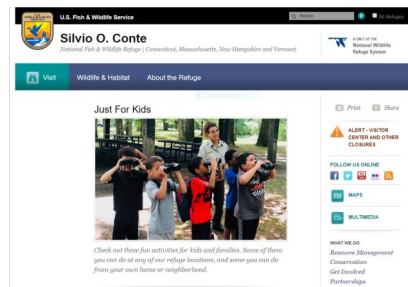 U.S. Fish & Wildlife Service
Search
All Refuges
Silvio O. Conte
National Fish & Wildlife Refuge | Connecticut, Massachusetts, New Hampshire and Vermont
A UNIT OF THE
National Wildlife
Refuge System
Visit
Wildlife & Habitat
About the Refuge
Just For Kids
Print
Share
ALERT - VISITOR
CENTER AND OTHER
CLOSURES
FOLLOW US ONLINE
MAPS
MULTIMEDIA
Check out these fun activities for kids and families. Some of them
you can do at any of our refuge locations, and some you can do
from your own home or neighborhood.
WHAT WE DO
Resource Management
Conservation
Get Involved
Partnerships